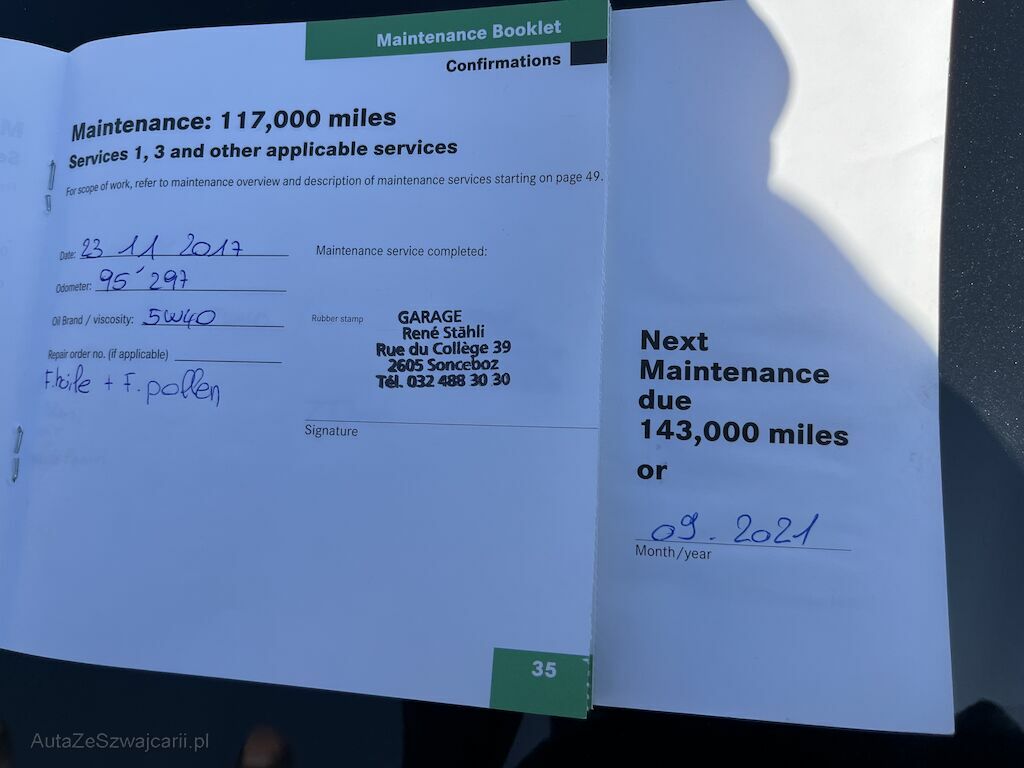 Maintenance Booklet
Confirmations
Maintenance: 117,000 miles
Services 1, 3 and other applicable services
For scope of work, refer to maintenance overview and description of maintenance services starting on page 49.
Date: 23 11 2017
Odometer: 95'297
Oil Brand / viscosity: 5W40
Repair order no. (if applicable)
F. huile + F. pollen
Maintenance service completed:
Rubber stamp
GARAGE
René Stähli
Rue du Collège 39
2605 Sonceboz
Tél. 032 488 30 30
Signature
35
Next
Maintenance
due
143,000 miles
or
09. 2021
Month/year
AutaZeSzwajcarii.pl